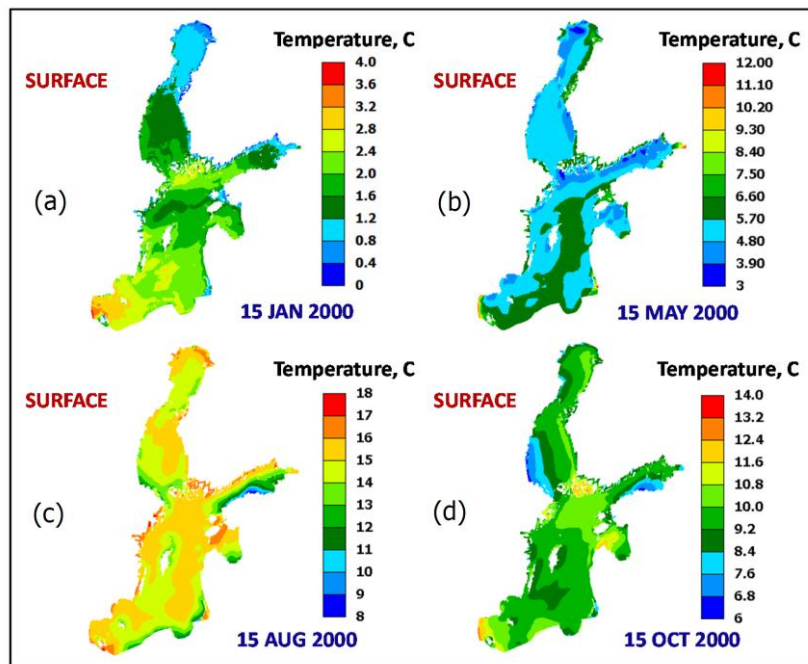 Temperature, C
SURFACE
4.0
3.6
3.2
2.8
2.4
2.0
1.6
1.2
0.8
0.4
0
(a)
15 JAN 2000
Temperature, C
12.00
11.10
10.20
9.30
8.40
7.50
6.60
5.70
4.80
3.90
3
SURFACE
(b)
15 MAY 2000
Temperature, C
SURFACE
18
17
16
15
14
13
12
11
10
9
8
(c)
15 AUG 2000
Temperature, C
SURFACE
14.0
13.2
12.4
11.6
10.8
10.0
9.2
8.4
7.6
6.8
6
(d)
15 OCT 2000